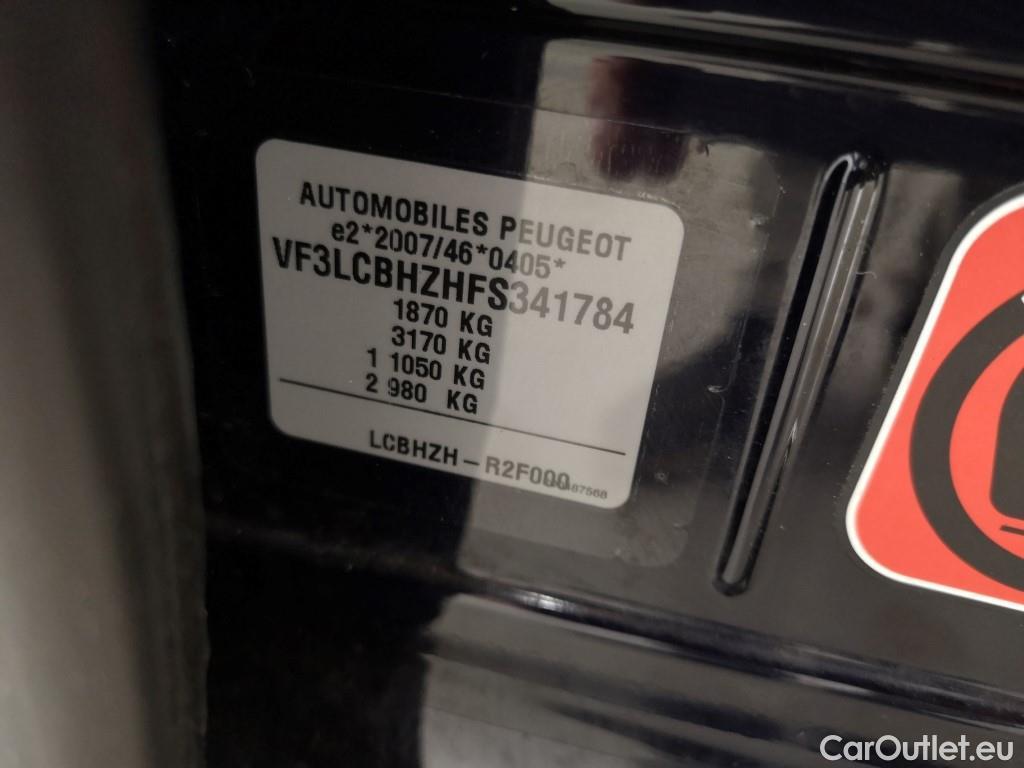 AUTOMOBILES PEUGEOT
e2*2007/46*0405*
VF3LCBHZHFS341784
1870 KG
3170 KG
1 1050 KG
2 980 KG
LCBHZH – R2F000
CarOutlet.eu